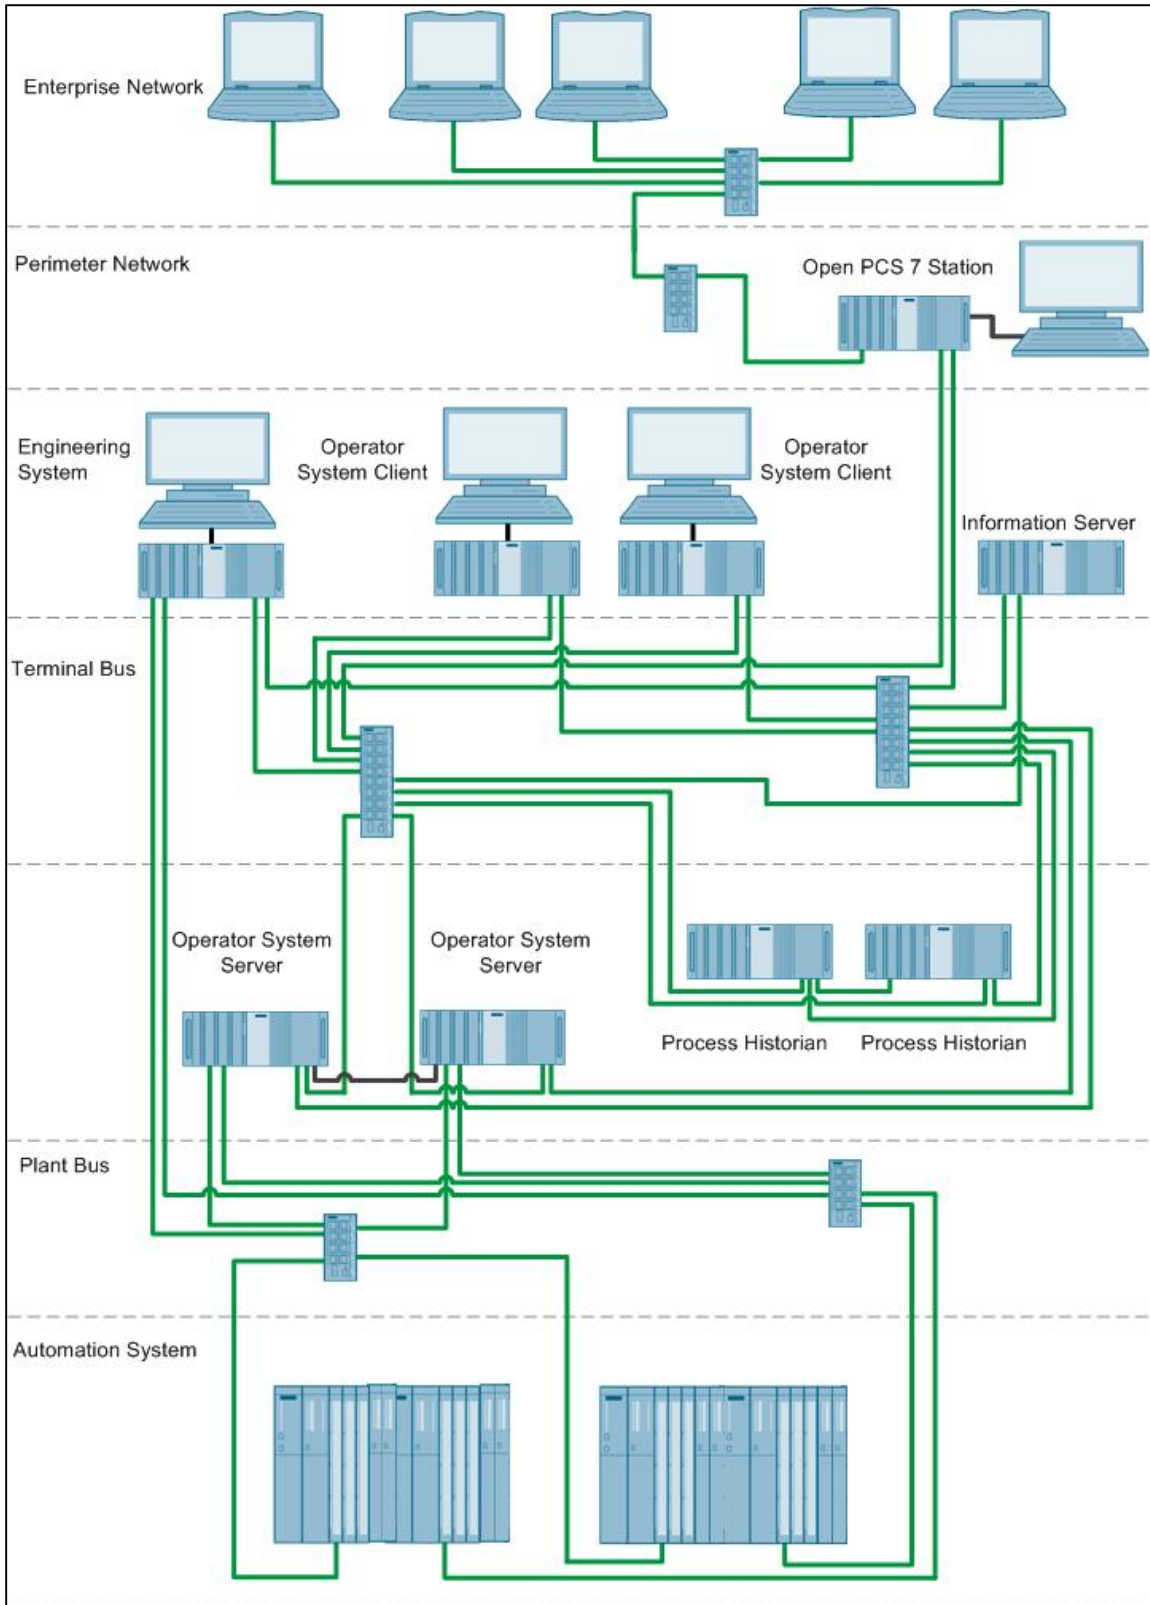 Enterprise Network
Perimeter Network
Open PCS 7 Station
Engineering
System
Operator
System Client
Operator
System Client
Information Server
Terminal Bus
Operator System
Server
Operator System
Server
Process Historian
Process Historian
Plant Bus
Automation System